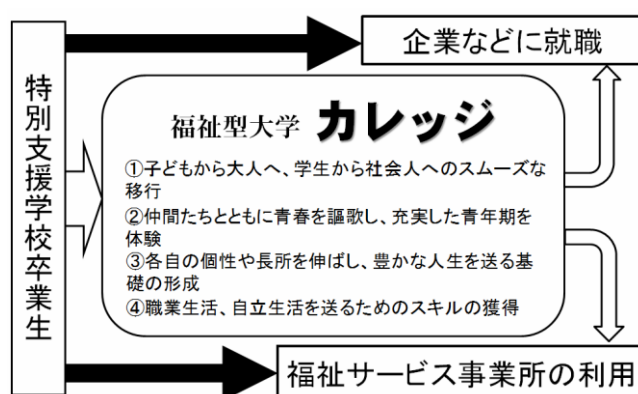 特別支援学校卒業生
企業などに就職
福祉型大学 カレッジ
①子どもから大人へ、学生から社会人へのスムーズな
移行
②仲間たちとともに青春を謳歌し、充実した青年期を
体験
③各自の個性や長所を伸ばし、豊かな人生を送る基
礎の形成
④職業生活、自立生活を送るためのスキルの獲得
福祉サービス事業所の利用